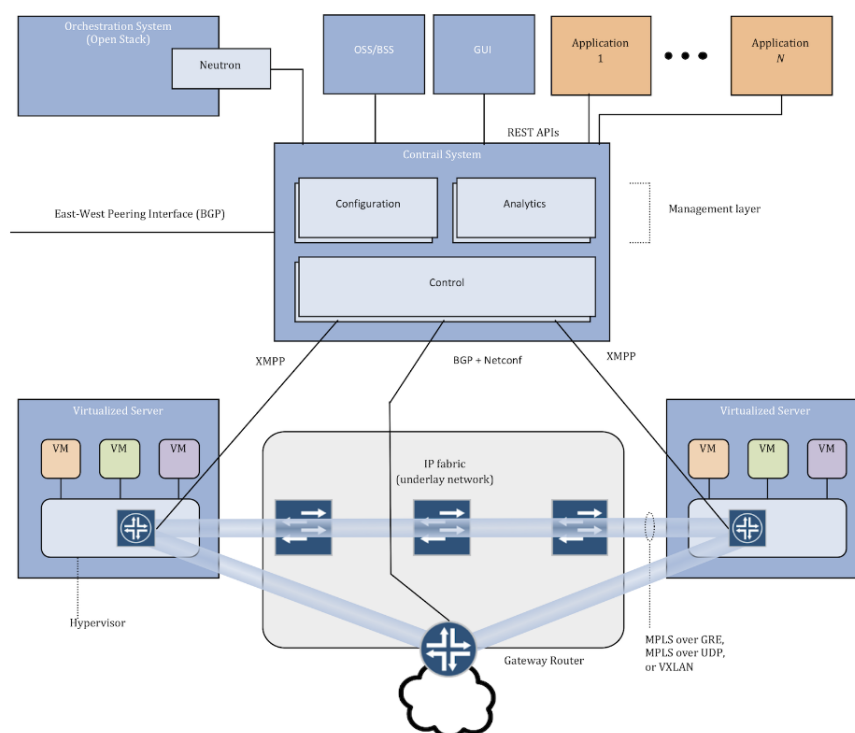 Orchestration System
(Open Stack)
Neutron
OSS/BSS
GUI
Application
1
Application
N
REST APIs
Contrail System
Configuration
Analytics
Management layer
East-West Peering Interface (BGP)
Control
XMPP
BGP + Netconf
XMPP
Virtualized Server
VM
VM
VM
IP fabric
(underlay network)
Virtualized Server
VM
VM
VM
Hypervisor
Gateway Router
MPLS over GRE,
MPLS over UDP,
or VXLAN